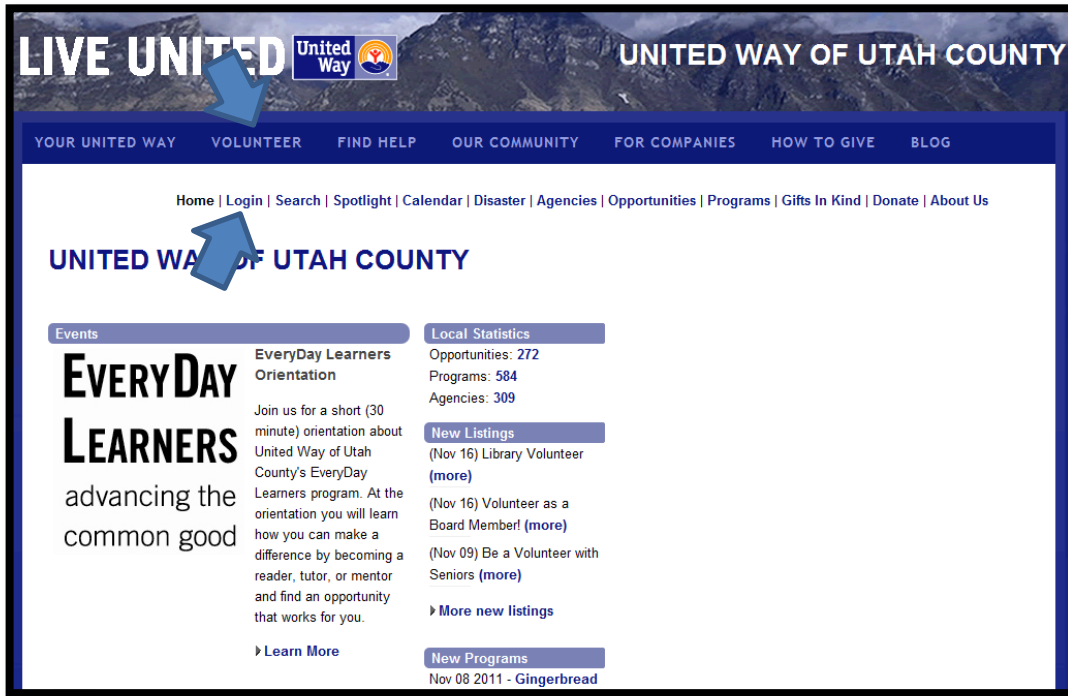 LIVE UNITED United Way UNITED WAY OF UTAH COUNTY
YOUR UNITED WAY VOLUNTEER FIND HELP OUR COMMUNITY FOR COMPANIES HOW TO GIVE BLOG
Home | Login | Search | Spotlight | Calendar | Disaster | Agencies | Opportunities | Programs | Gifts In Kind | Donate | About Us
UNITED WAY OF UTAH COUNTY
Events
EVERYDAY
LEARNERS
advancing the
common good
EveryDay Learners
Orientation
Join us for a short (30
minute) orientation about
United Way of Utah
County's EveryDay
Learners program. At the
orientation you will learn
how you can make a
difference by becoming a
reader, tutor, or mentor
and find an opportunity
that works for you.
Learn More
Local Statistics
Opportunities: 272
Programs: 584
Agencies: 309
New Listings
(Nov 16) Library Volunteer
(more)
(Nov 16) Volunteer as a
Board Member! (more)
(Nov 09) Be a Volunteer with
Seniors (more)
More new listings
New Programs
Nov 08 2011 - Gingerbread